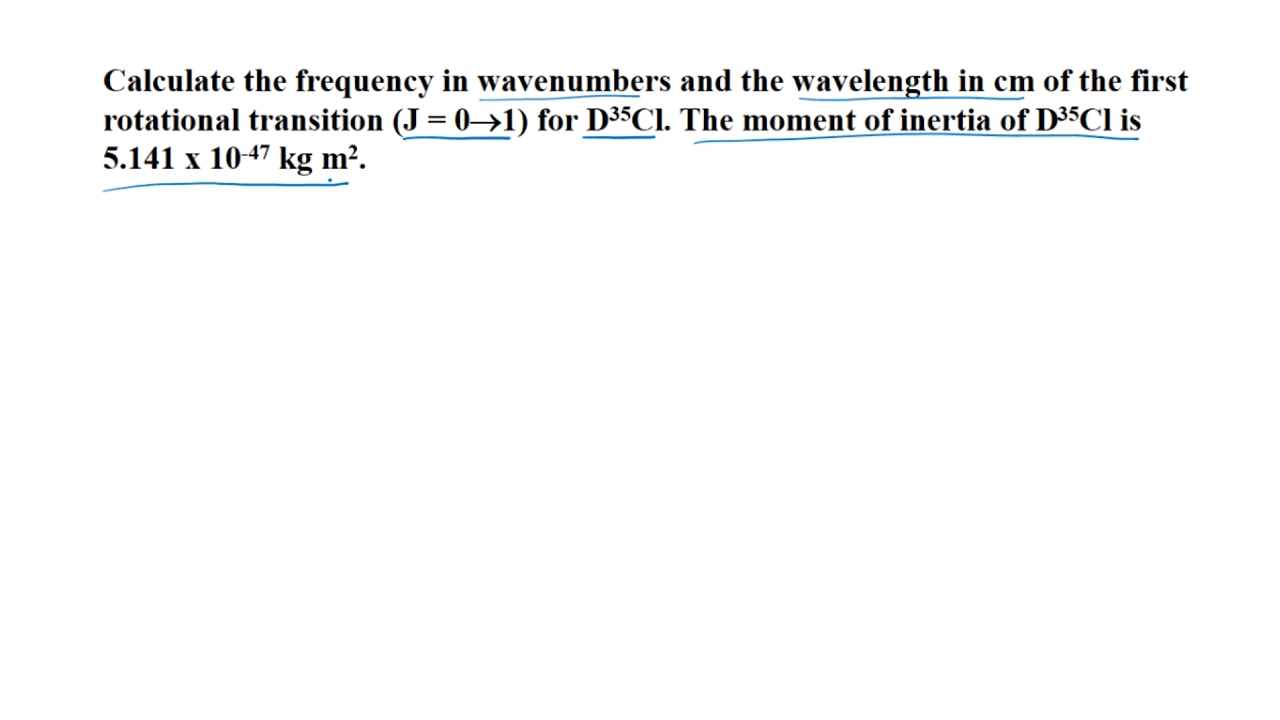 Calculate the frequency in wavenumbers and the wavelength in cm of the first
rotational transition (J = 0→1) for D³⁵Cl. The moment of inertia of D³⁵Cl is
5.141 x 10⁻⁴⁷ kg m².